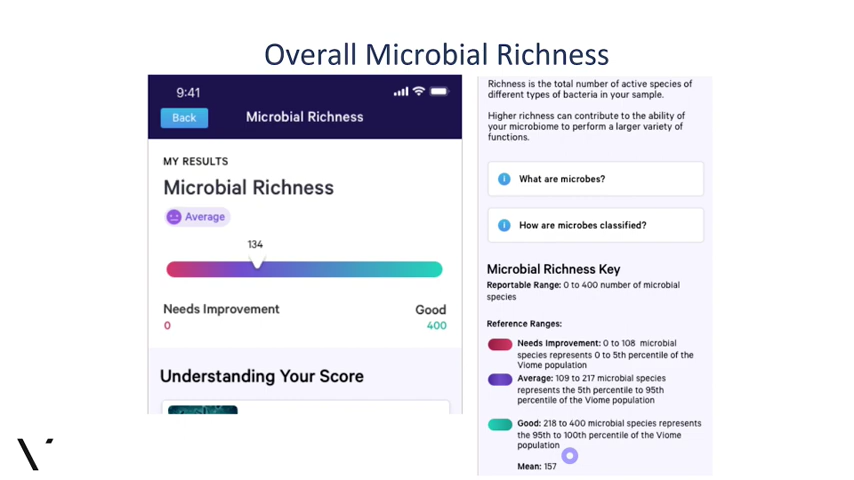 Overall Microbial Richness
9:41
Back
Microbial Richness
MY RESULTS
Microbial Richness
Average
134
Needs Improvement
Good
0
400
Understanding Your Score
Richness is the total number of active species of
different types of bacteria in your sample.
Higher richness can contribute to the ability of
your microbiome to perform a larger variety of
functions.
What are microbes?
How are microbes classified?
Microbial Richness Key
Reportable Range: 0 to 400 number of microbial
species
Reference Ranges:
Needs Improvement: 0 to 108 microbial
species represents 0 to 5th percentile of the
Viome population
Average: 109 to 217 microbial species
represents the 5th percentile to 95th
percentile of the Viome population
Good: 218 to 400 microbial species represents
the 95th to 100th percentile of the Viome
population
Mean: 157